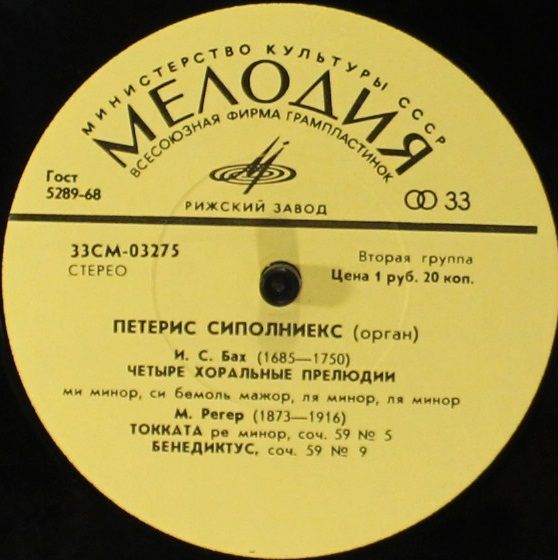 МИНИСТЕРСТВО КУЛЬТУРЫ СССР
МЕЛОДИЯ
ВСЕСОЮЗНАЯ ФИРМА ГРАМПЛАСТИНОК
Гост
5289-68
РИЖСКИЙ ЗАВОД
33
33СМ-03275
СТЕРЕО
Вторая группа
Цена 1 руб. 20 коп.
ПЕТЕРИС СИПОЛНИЕКС (орган)
И. С. Бах (1685—1750)
ЧЕТЫРЕ ХОРАЛЬНЫЕ ПРЕЛЮДИИ
ми минор, си бемоль мажор, ля минор, ля минор
М. Регер (1873—1916)
ТОККАТА ре минор, соч. 59 № 5
БЕНЕДИКТУС, соч. 59 № 9